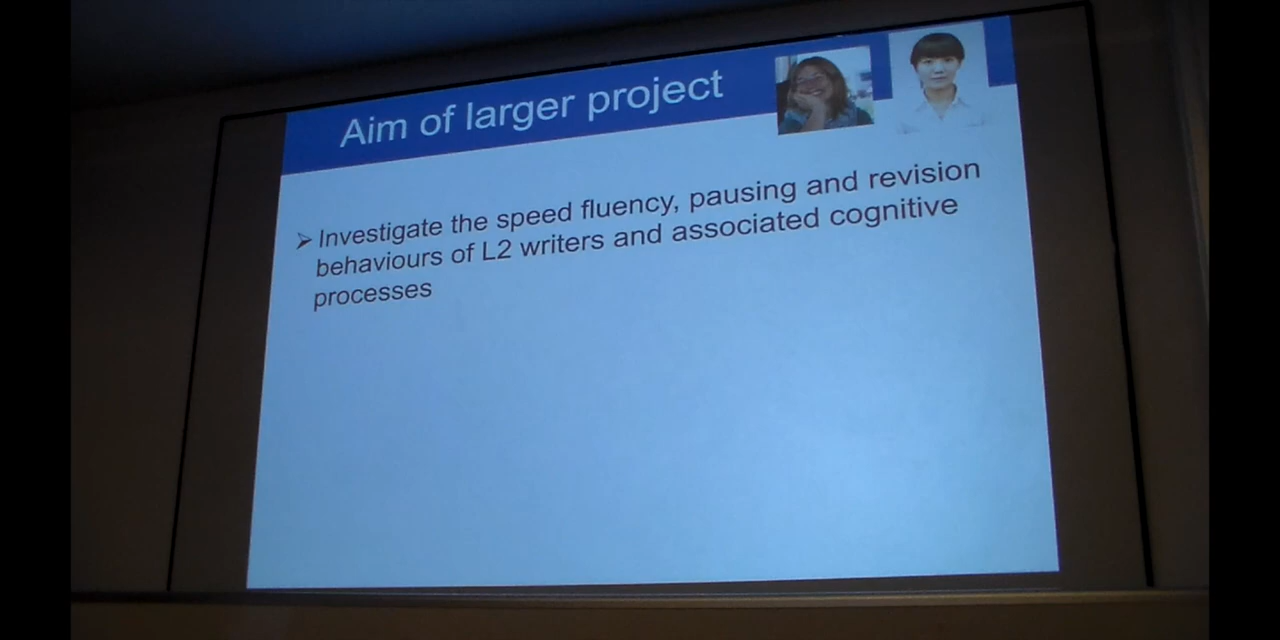 Aim of larger project
➢ Investigate the speed fluency, pausing and revision
behaviours of L2 writers and associated cognitive
processes